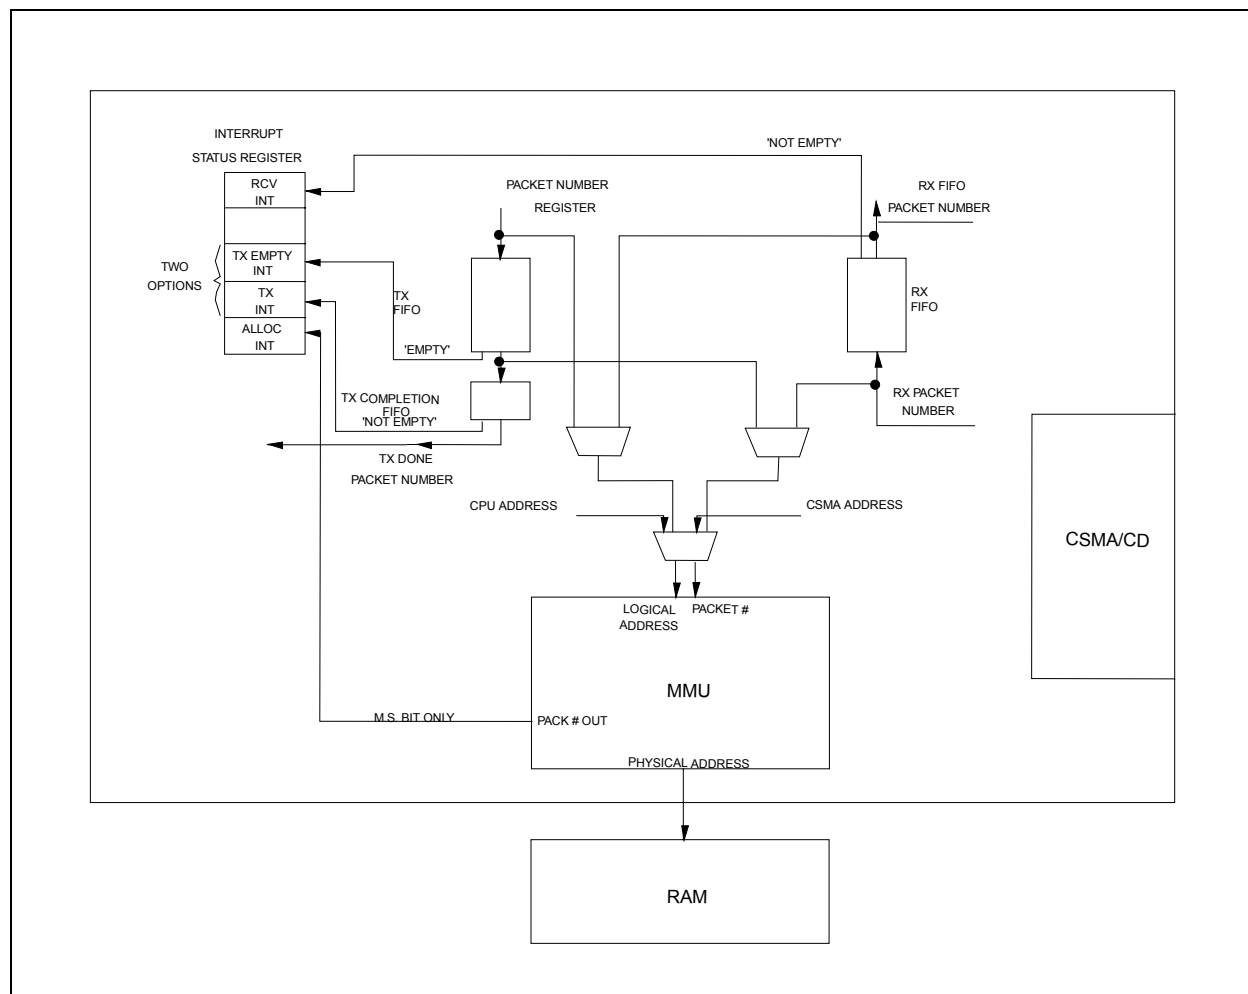 INTERRUPT
STATUS REGISTER
RCV
INT
TX EMPTY
INT
TX
INT
ALLOC
INT
TWO
OPTIONS
'NOT EMPTY'
PACKET NUMBER
REGISTER
RX FIFO
PACKET NUMBER
TX
FIFO
RX
FIFO
'EMPTY'
TX COMPLETION
FIFO
'NOT EMPTY'
TX DONE
PACKET NUMBER
RX PACKET
NUMBER
CPU ADDRESS
CSMA ADDRESS
CSMA/CD
LOGICAL
ADDRESS
PACKET #
MMU
M.S. BIT ONLY
PACK # OUT
PHYSICAL ADDRESS
RAM